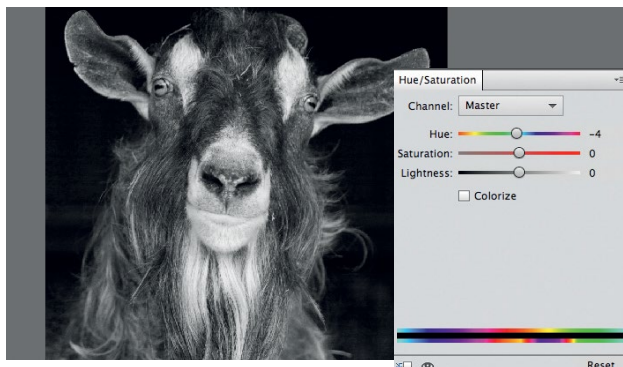 Hue/Saturation
Channel: Master
Hue: -4
Saturation: 0
Lightness: 0
Colorize
Reset